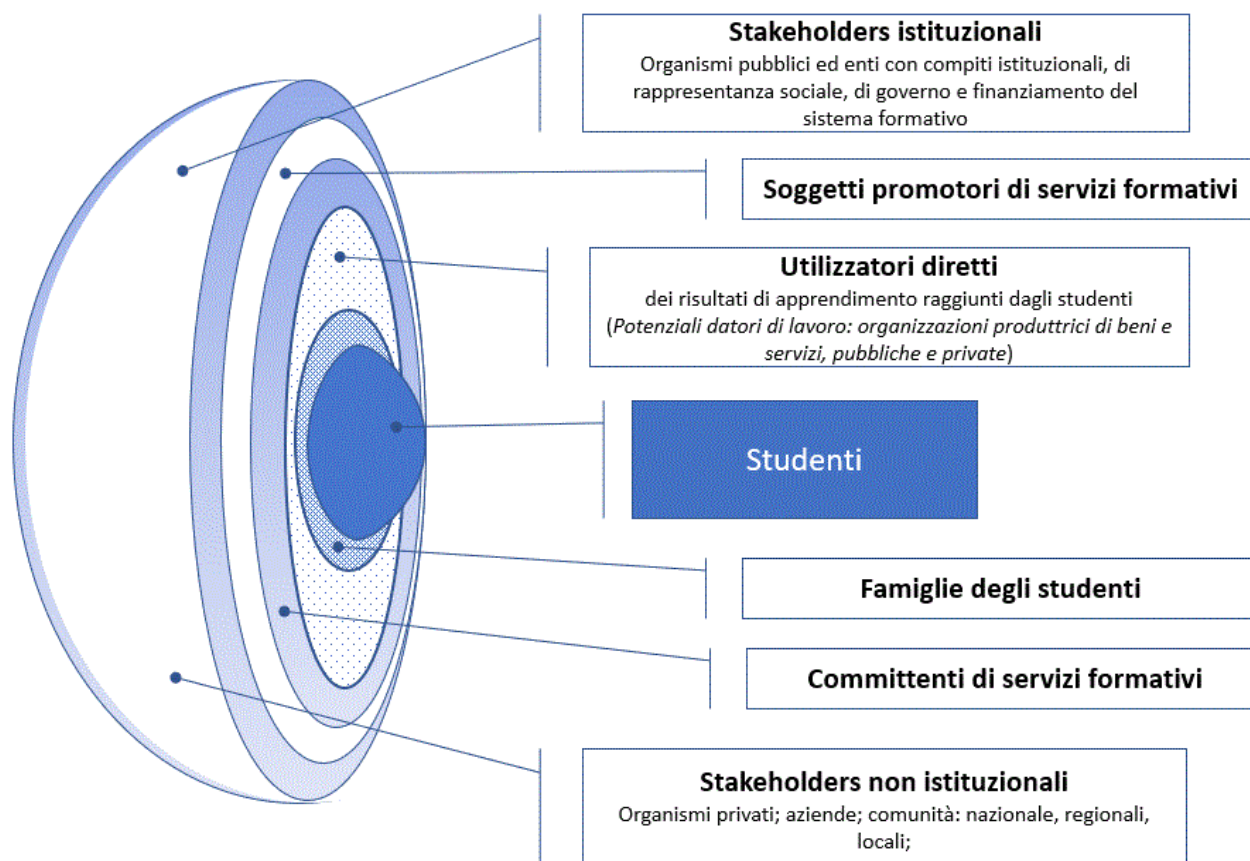 Stakeholders istituzionali
Organismi pubblici ed enti con compiti istituzionali, di
rappresentanza sociale, di governo e finanziamento del
sistema formativo
Soggetti promotori di servizi formativi
Utilizzatori diretti
dei risultati di apprendimento raggiunti dagli studenti
(Potenziali datori di lavoro: organizzazioni produttrici di beni e
servizi, pubbliche e private)
Studenti
Famiglie degli studenti
Committenti di servizi formativi
Stakeholders non istituzionali
Organismi privati; aziende; comunità: nazionale, regionali,
locali;